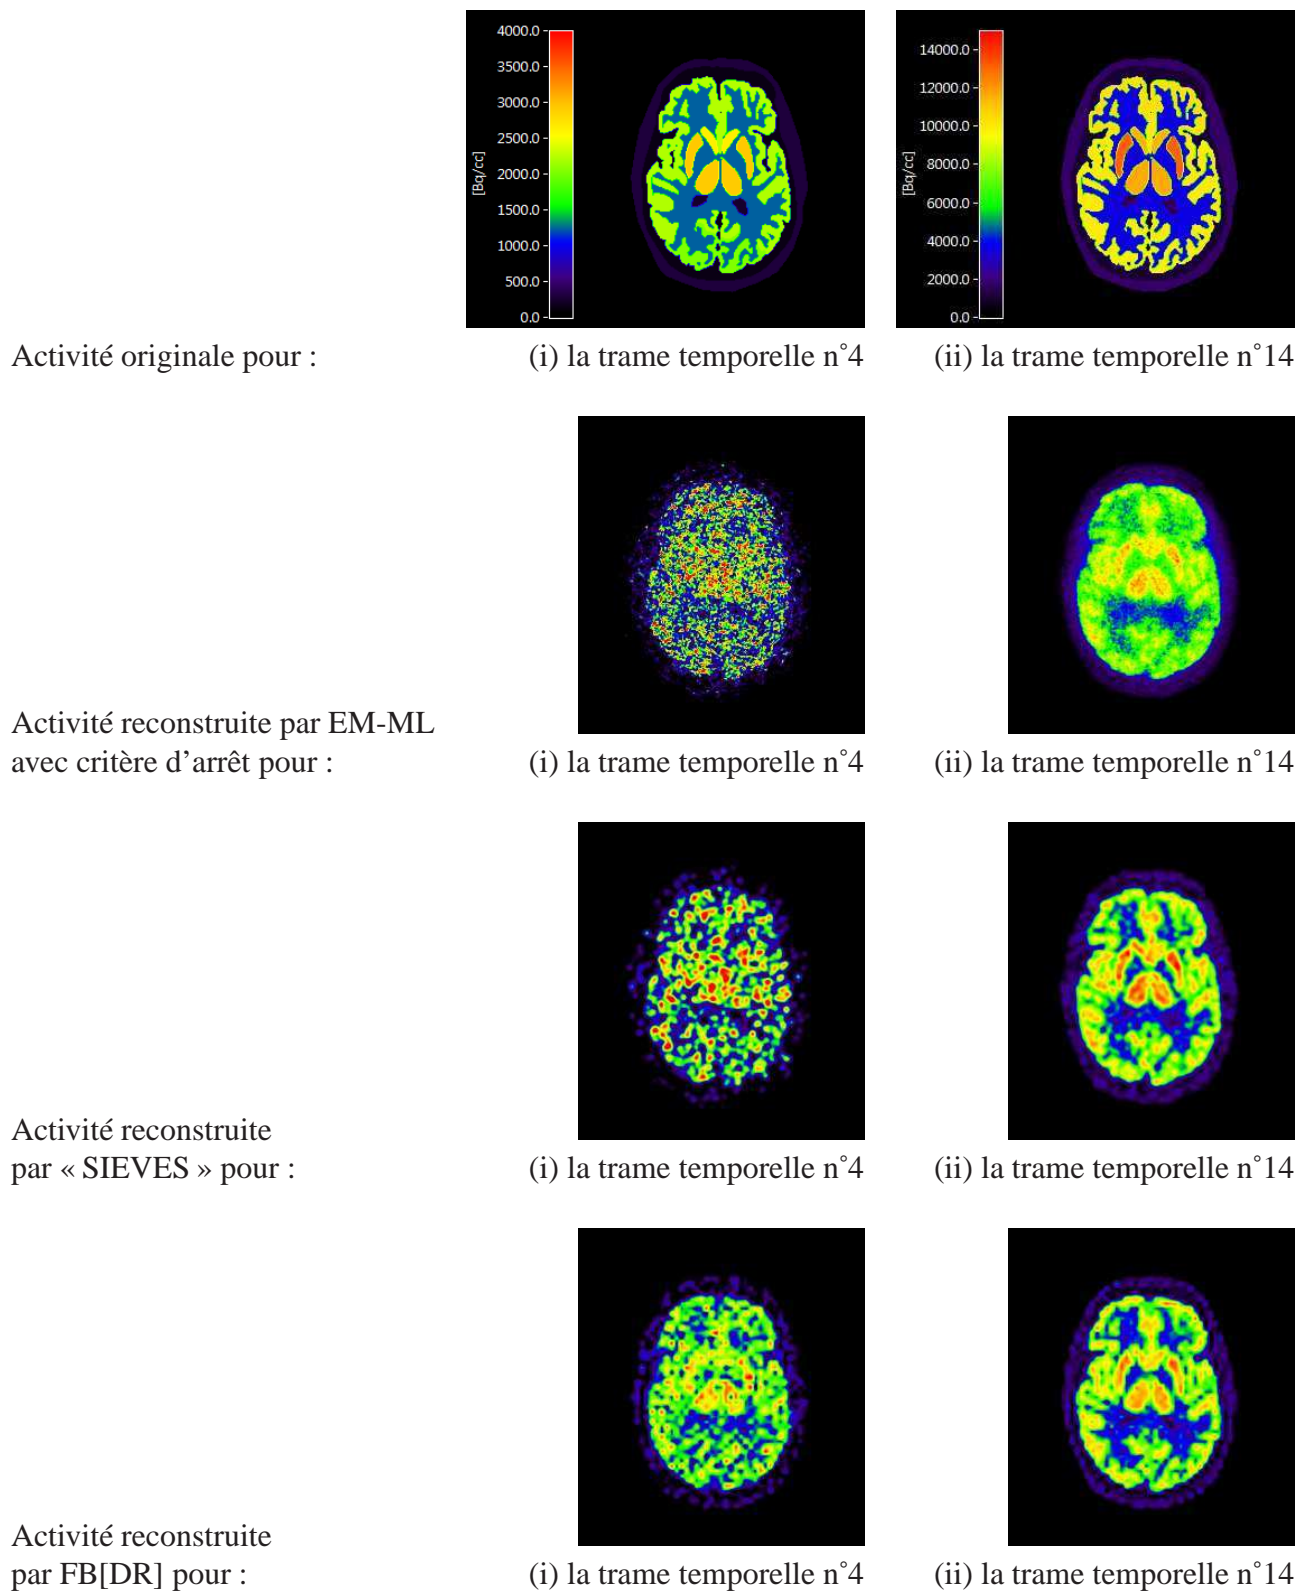 4000.0
3500.0
3000.0
2500.0
2000.0
1500.0
1000.0
500.0
0.0
[Bq/cc]
14000.0
12000.0
10000.0
8000.0
6000.0
4000.0
2000.0
0.0
[Bq/cc]
Activité originale pour :
(i) la trame temporelle n˚4
(ii) la trame temporelle n˚14
Activité reconstruite par EM-ML
avec critère d’arrêt pour :
(i) la trame temporelle n˚4
(ii) la trame temporelle n˚14
Activité reconstruite
par « SIEVES » pour :
(i) la trame temporelle n˚4
(ii) la trame temporelle n˚14
Activité reconstruite
par FB[DR] pour :
(i) la trame temporelle n˚4
(ii) la trame temporelle n˚14